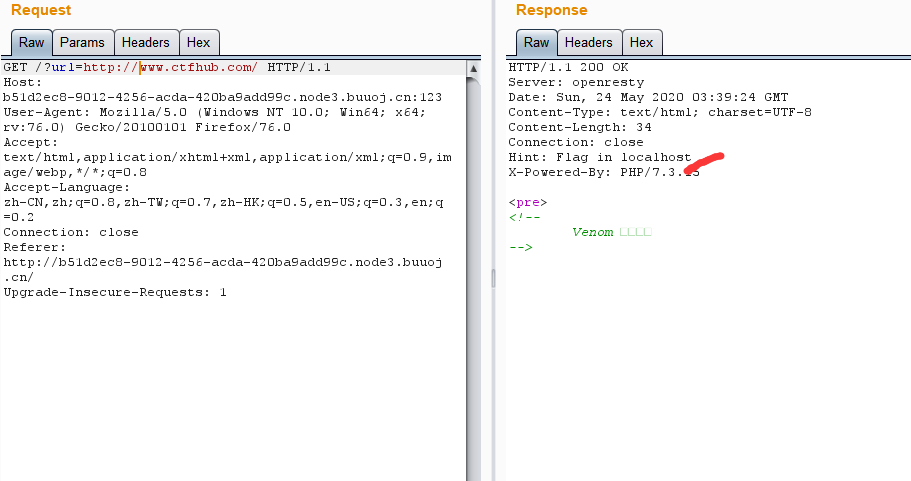 Request
Raw Params Headers Hex
GET /?url=http://www.ctfhub.com/ HTTP/1.1
Host:
b51d2ec8-9012-4256-acda-420ba9add99c.node3.buuoj.cn:123
User-Agent: Mozilla/5.0 (Windows NT 10.0; Win64; x64;
rv:76.0) Gecko/20100101 Firefox/76.0
Accept:
text/html,application/xhtml+xml,application/xml;q=0.9,im
age/webp,*/*;q=0.8
Accept-Language:
zh-CN,zh;q=0.8,zh-TW;q=0.7,zh-HK;q=0.5,en-US;q=0.3,en;q
=0.2
Connection: close
Referer:
http://b51d2ec8-9012-4256-acda-420ba9add99c.node3.buuoj
.cn/
Upgrade-Insecure-Requests: 1
Response
Raw Headers Hex
HTTP/1.1 200 OK
Server: openresty
Date: Sun, 24 May 2020 03:39:24 GMT
Content-Type: text/html; charset=UTF-8
Content-Length: 34
Connection: close
Hint: Flag in localhost
X-Powered-By:
<pre>
<!--
Venom □□□□
-->